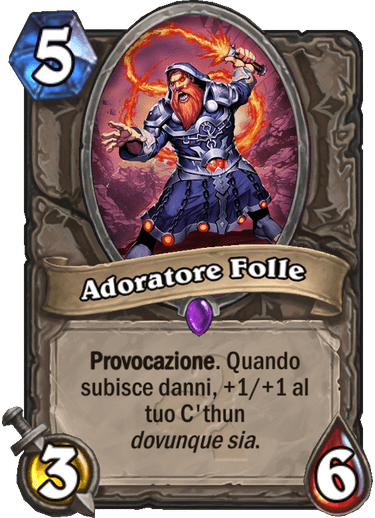 5
Adoratore Folle
Provocazione. Quando
subisce danni, +1/+1 al
tuo C'thun
dovunque sia.
3
6